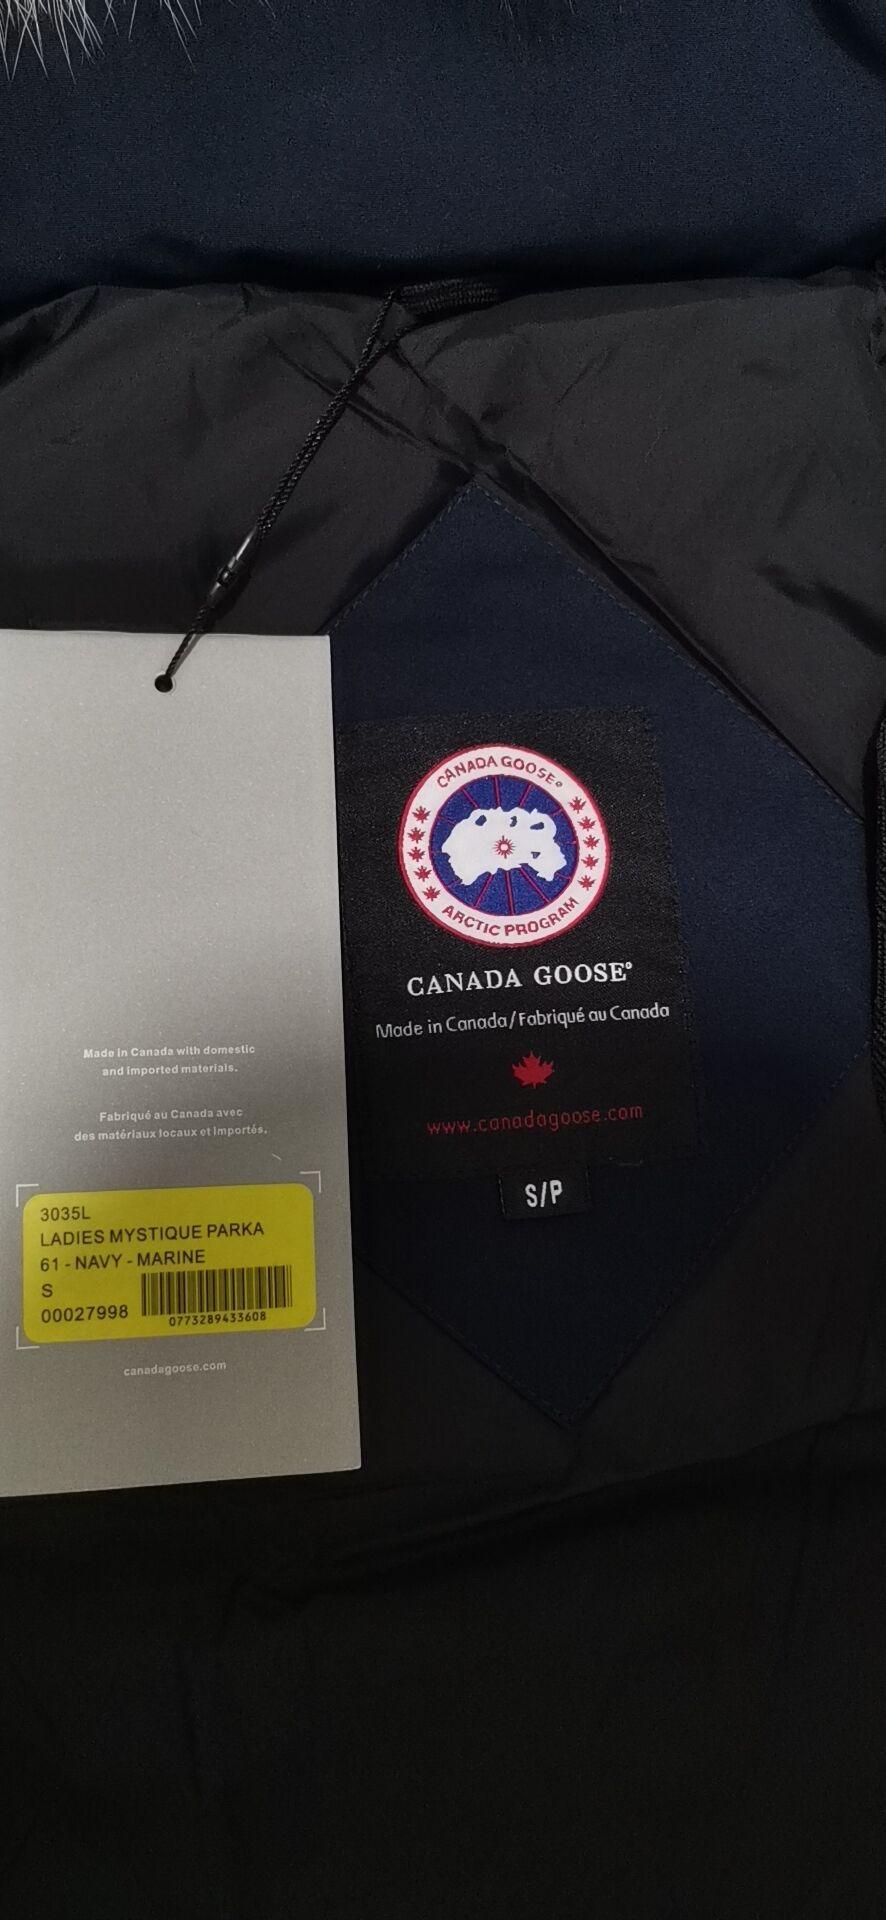 Made in Canada with domestic
and imported materials.
Fabriqué au Canada avec
des matériaux locaux et importés.
3035L
LADIES MYSTIQUE PARKA
61 - NAVY - MARINE
S
00027998
0773289433608
canadagoose.com
CANADA GOOSE®
ARCTIC PROGRAM
CANADA GOOSE®
Made in Canada/Fabriqué au Canada
www.canadagoose.com
S/P